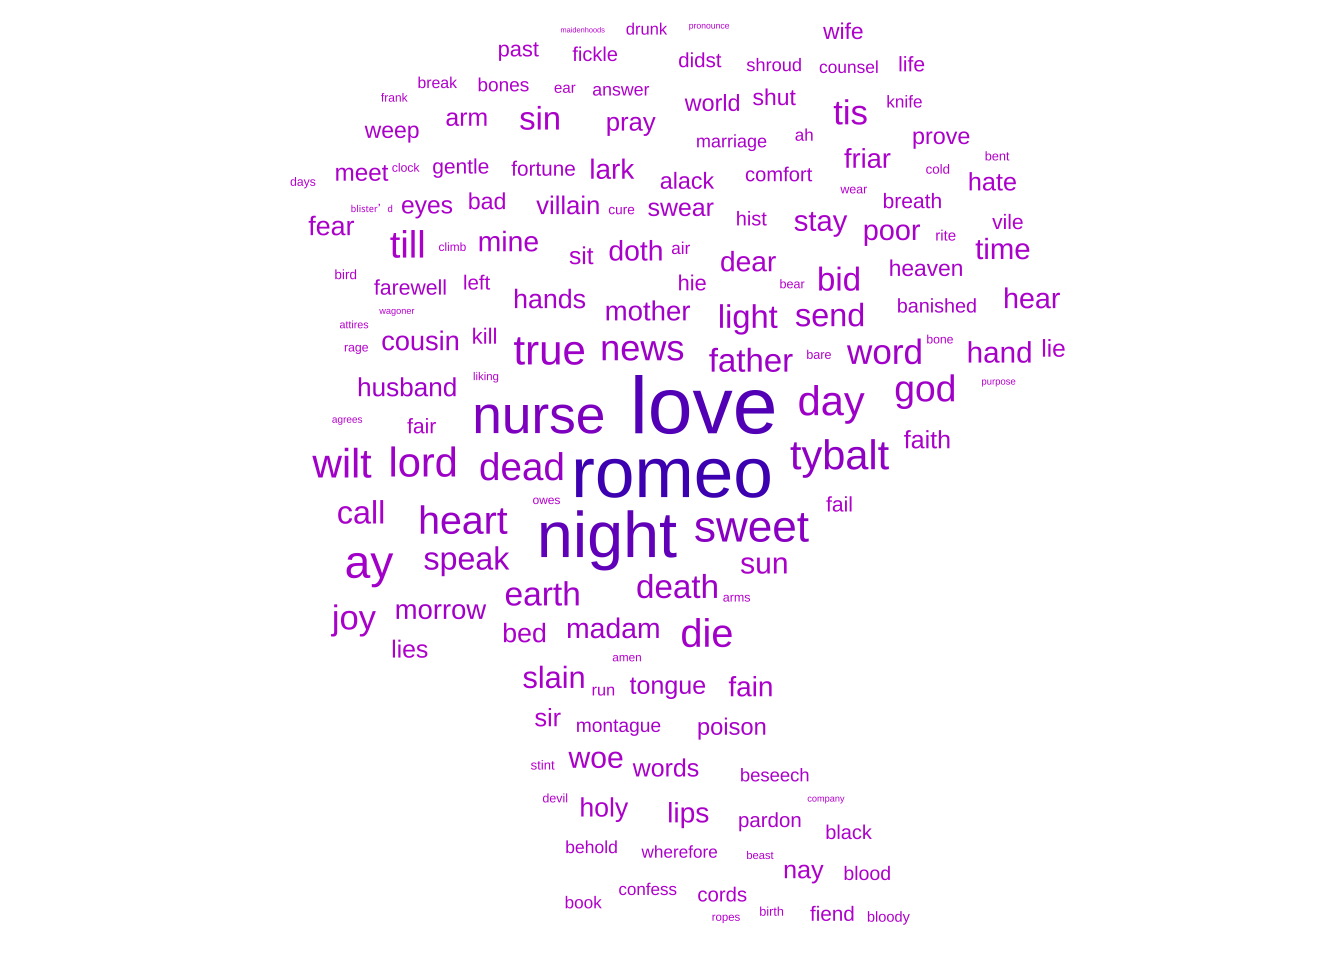 maidenhoods drunk pronounce wife
past fickle didst shroud counsel life
break bones ear answer
frank world shut tis knife
weep arm sin pray
marriage ah prove
meet clock gentle fortune lark friar bent
days alack comfort cold hate
blister' d eyes bad villain cure swear wear breath
fear hist stay poor rite vile
till climb mine sit doth air dear time
bird farewell left hie bear bid heaven
wagoner hands mother light send banished hear
attires
rage cousin kill true news father bare word bone hand lie
husband liking love day god purpose
agrees fair nurse
wilt lord dead romeo tybalt faith
call owes fail
heart night sweet
ay speak sun
earth death arms
joy morrow bed madam die
lies amen
slain run tongue fain
sir montague poison
stint woe words beseech
devil holy lips company
pardon black
behold wherefore beast
nay blood
book confess cords
ropes birth fiend bloody